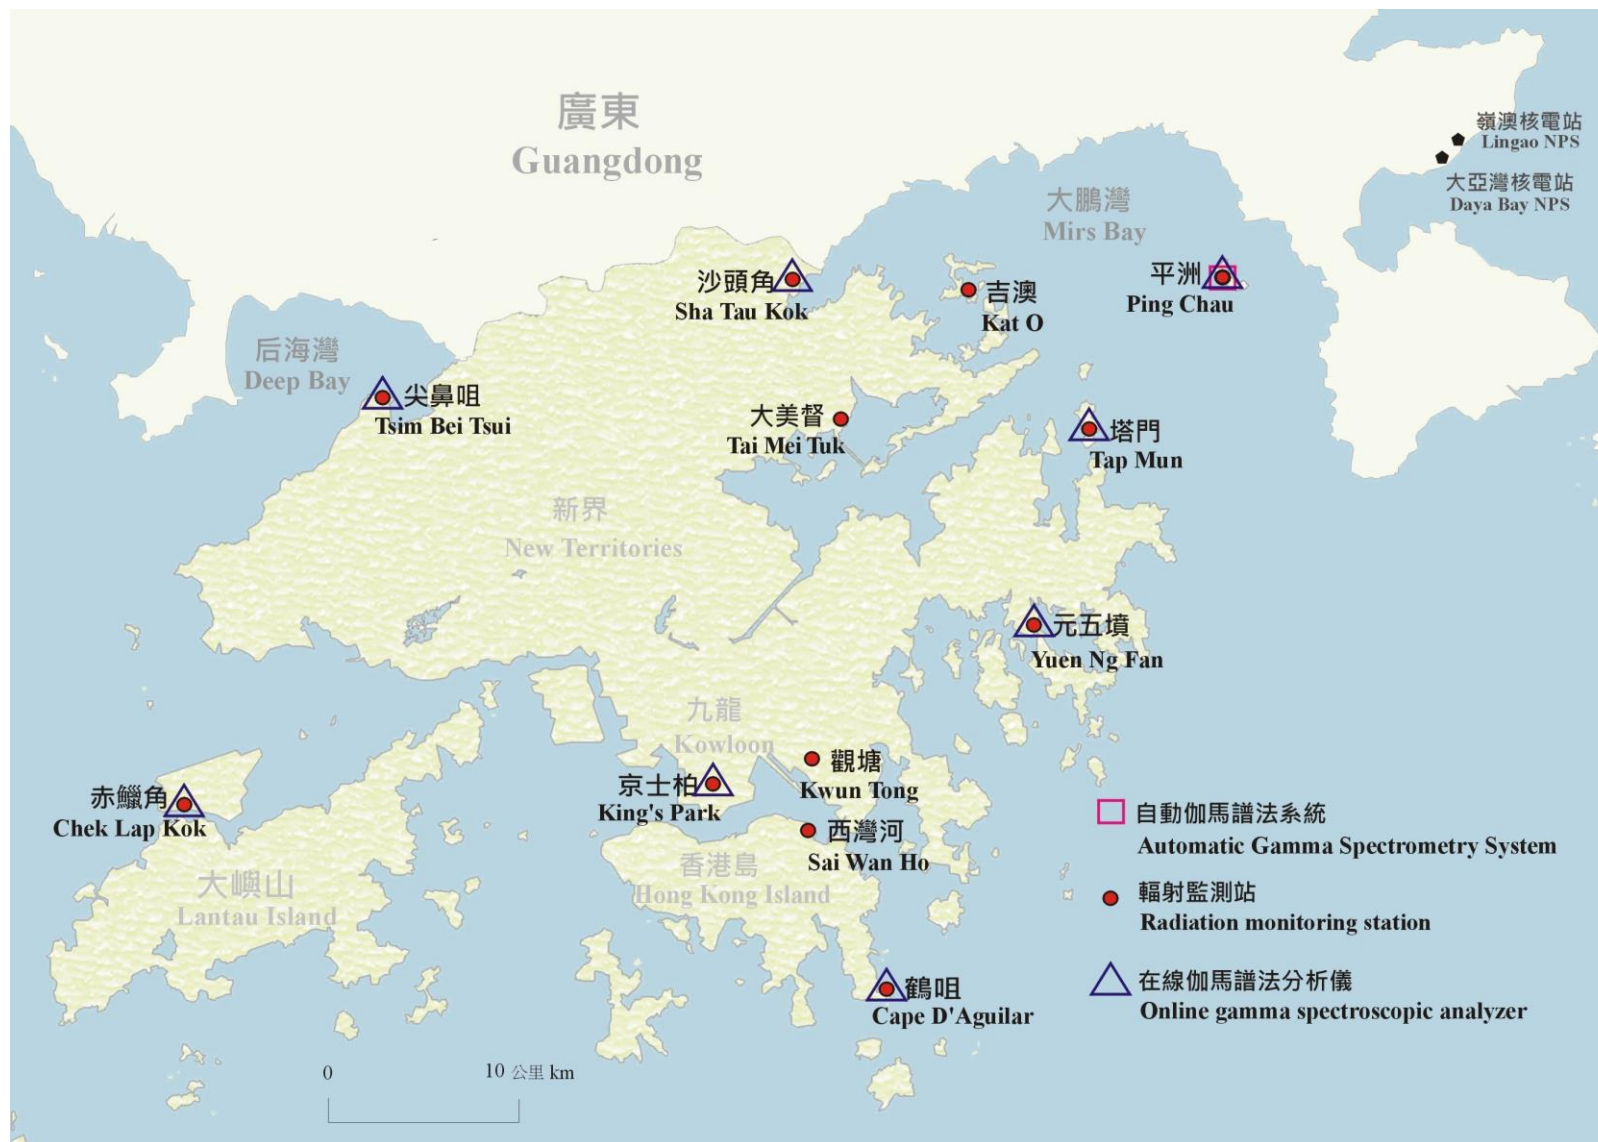 廣東
Guangdong
嶺澳核電站
Lingao NPS
大亞灣核電站
Daya Bay NPS
大鵬灣
Mirs Bay
沙頭角
Sha Tau Kok
吉澳
Kat O
平洲
Ping Chau
后海灣
Deep Bay
尖鼻咀
Tsim Bei Tsui
大美督
Tai Mei Tuk
塔門
Tap Mun
新界
New Territories
元五墳
Yuen Ng Fan
九龍
Kowloon
觀塘
Kwun Tong
京士柏
King's Park
赤鱲角
Chek Lap Kok
西灣河
Sai Wan Ho
香港島
Hong Kong Island
大嶼山
Lantau Island
鶴咀
Cape D'Aguilar
自動伽馬譜法系統
Automatic Gamma Spectrometry System
輻射監測站
Radiation monitoring station
在線伽馬譜法分析儀
Online gamma spectroscopic analyzer
0 10 公里 km